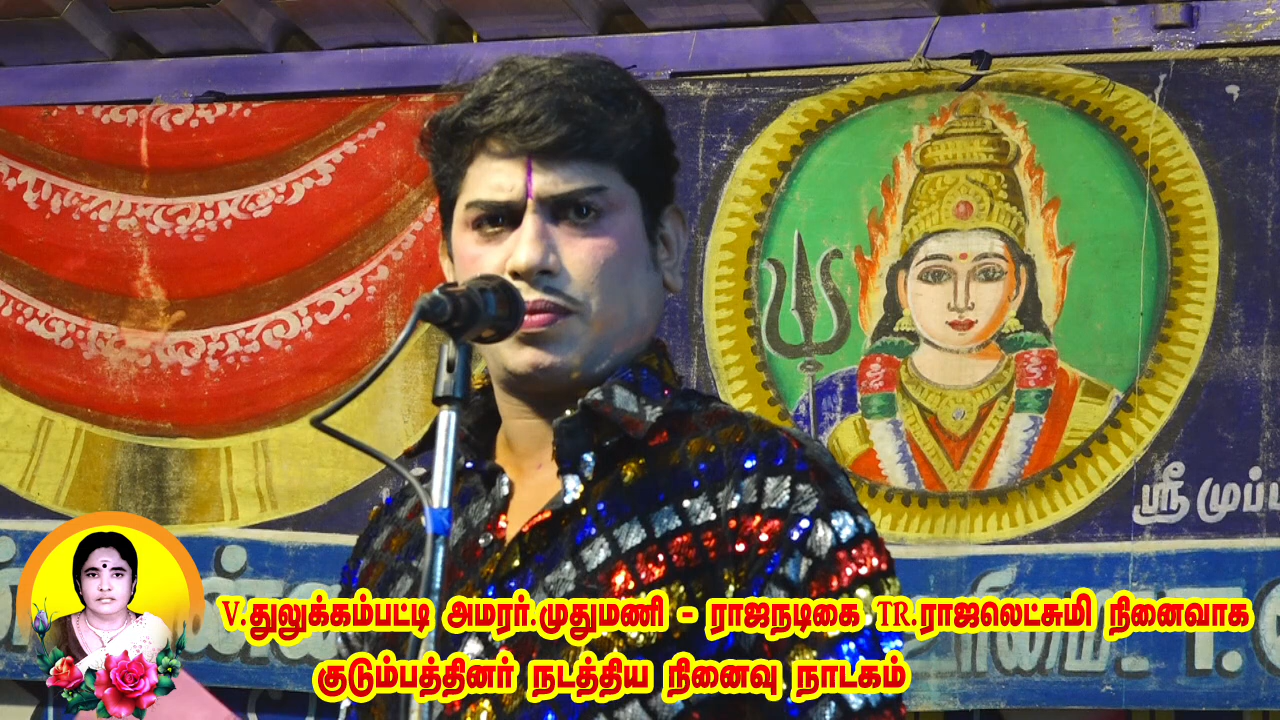 ஸ்ரீ முப்
V.துலுக்கம்பட்டி அமரர்.முதுமணி - ராஜநடிகை TR.ராஜலெட்சுமி நினைவாக
குடும்பத்தினர் நடத்திய நினைவு நாடகம்